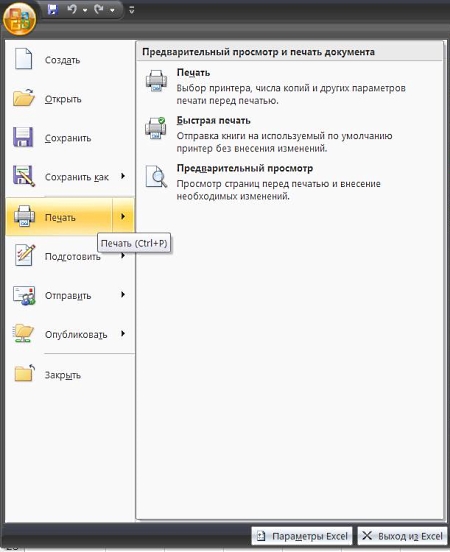 Предварительный просмотр и печать документа
Создать
Открыть
Сохранить
Сохранить как
Печать
Подготовить
Отправить
Опубликовать
Закрыть
Печать (Ctrl+P)
Печать
Выбор принтера, числа копий и других параметров
печати перед печатью.
Быстрая печать
Отправка книги на используемый по умолчанию
принтер без внесения изменений.
Предварительный просмотр
Просмотр страниц перед печатью и внесение
необходимых изменений.
Параметры Excel
Выход из Excel